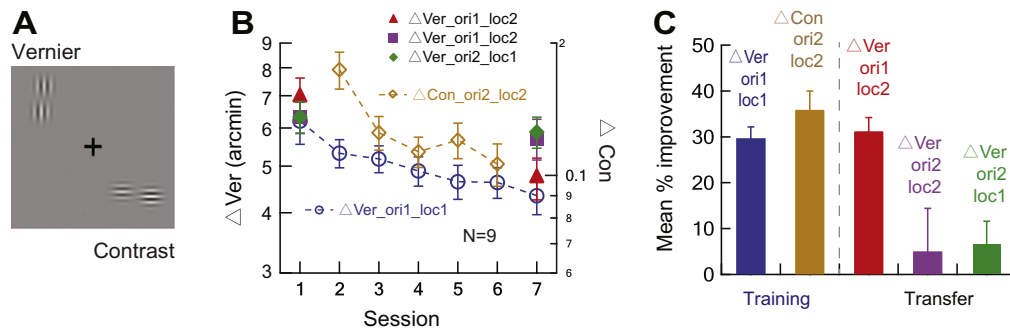 A
Vernier
Contrast
B
△Ver_ori1_loc2
△Ver_ori1_loc2
△Ver_ori2_loc1
△Con_ori2_loc2
△Ver_ori1_loc1
N=9
△Ver (arcmin)
9
8
7
6
5
4
3
1 2 3 4 5 6 7
Session
2
0.1
9
8
7
6
△ Con
C
Mean % improvement
50
40
30
20
10
0
△Ver
ori1
loc1
△Con
ori2
loc2
△Ver
ori1
loc2
△Ver
ori2
loc2
△Ver
ori2
loc1
Training
Transfer